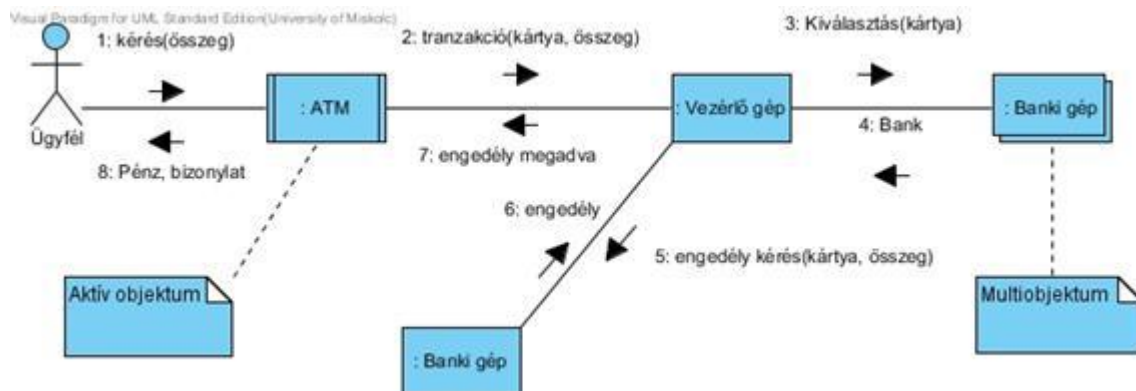 Visual Paradigm for UML Standard Edition(University of Miskolc)
1: kérés(összeg)
2: tranzakció(kártya, összeg)
3: Kiválasztás(kártya)
: ATM
: Vezérlő gép
: Banki gép
Ügyfél
4: Bank
7: engedély megadva
8: Pénz, bizonylat
6: engedély
5: engedély kérés(kártya, összeg)
Aktív objektum
Multiobjektum
: Banki gép